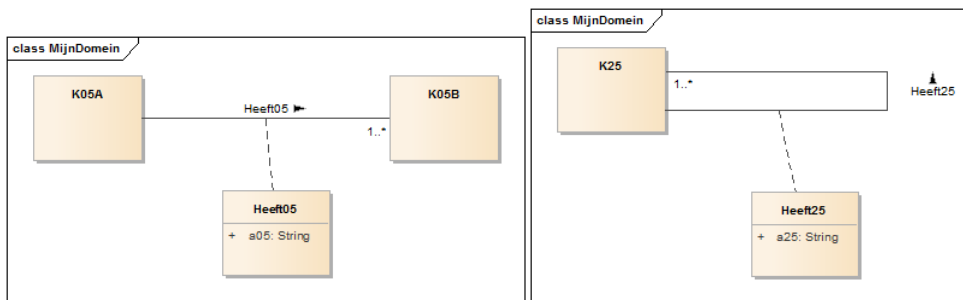 class MijnDomein
K05A
K05B
Heeft05
1..*
Heeft05
+ a05: String
class MijnDomein
K25
1..*
Heeft25
Heeft25
+ a25: String